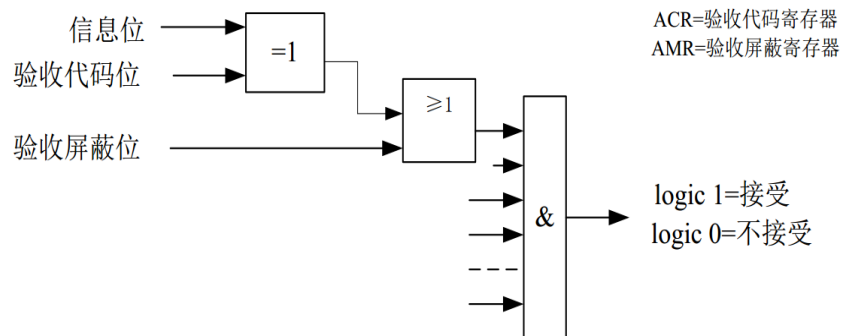 信息位
验收代码位
验收屏蔽位
=1
≥1
&
ACR=验收代码寄存器
AMR=验收屏蔽寄存器
logic 1=接受
logic 0=不接受